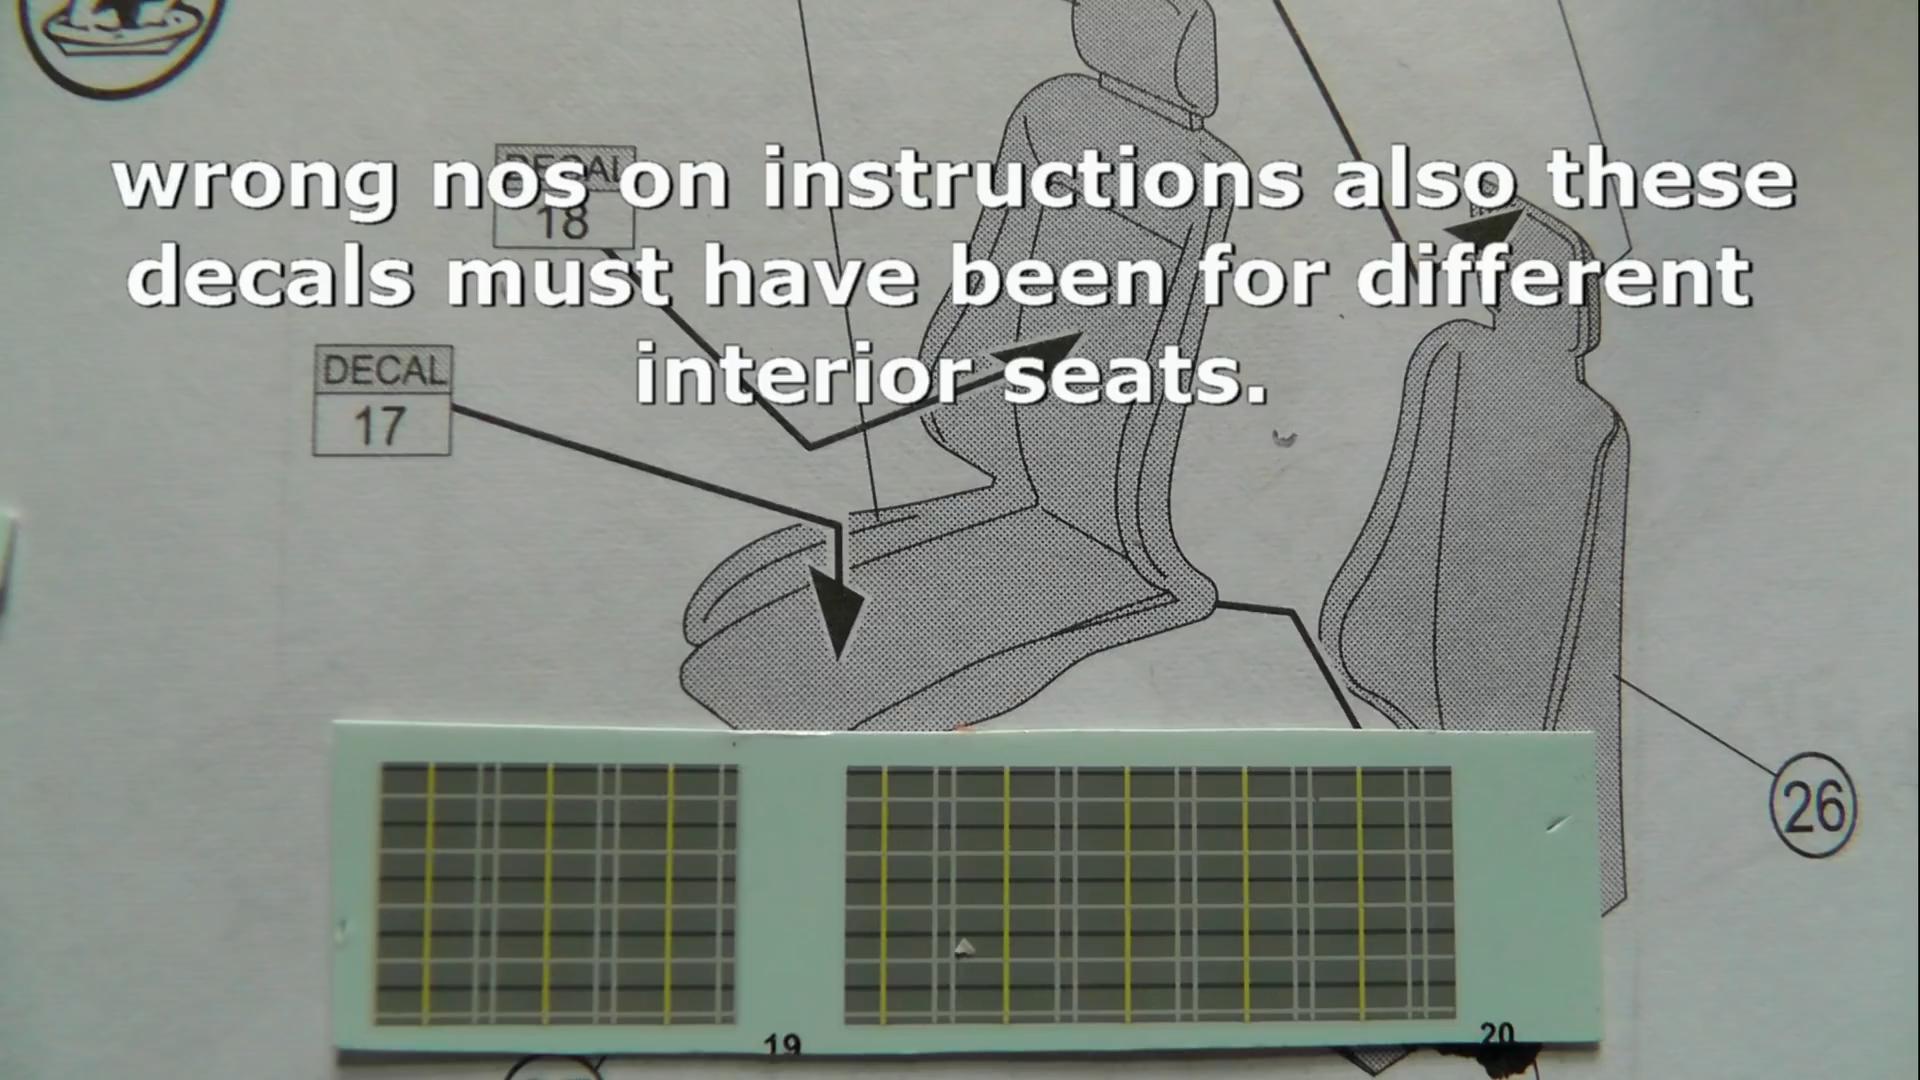 wrong nos on instructions also these
decals must have been for different
interior seats.
DECAL
18
DECAL
17
26
19
20